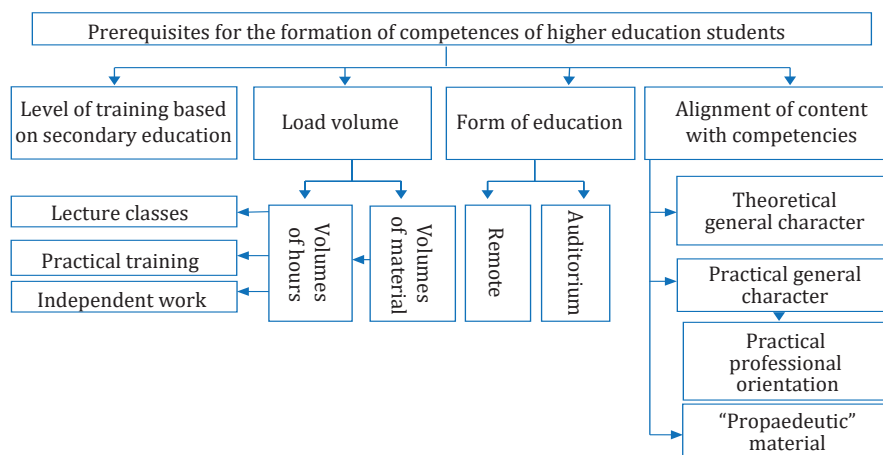 Prerequisites for the formation of competences of higher education students
Level of training based
on secondary education
Load volume
Form of education
Alignment of content
with competencies
Lecture classes
Practical training
Independent work
Volumes
of hours
Volumes
of material
Remote
Auditorium
Theoretical
general character
Practical general
character
Practical
professional
orientation
“Propaedeutic”
material